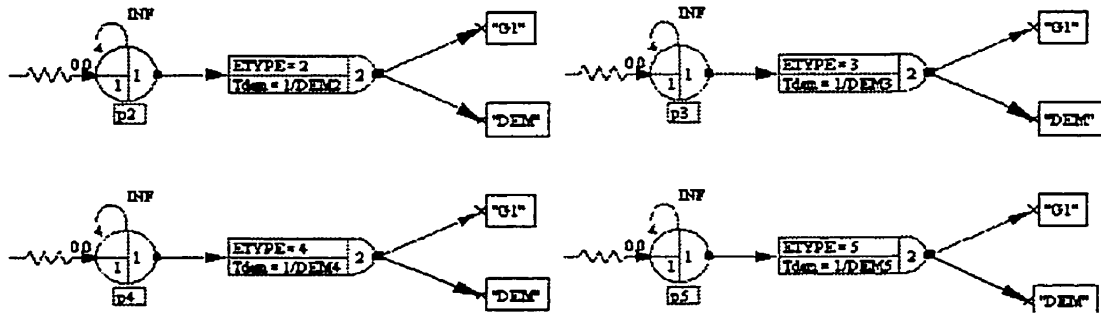 INF
0,0
4
1
1
p2
ETYPE = 2
Tdem = 1/DEM2
2
"G1"
"DEM"
INF
0,0
4
1
1
p3
ETYPE = 3
Tdem = 1/DEM3
2
"G1"
"DEM"
INF
0,0
4
1
1
p4
ETYPE = 4
Tdem = 1/DEM4
2
"G1"
"DEM"
INF
0,0
4
1
1
p5
ETYPE = 5
Tdem = 1/DEM5
2
"G1"
"DEM"